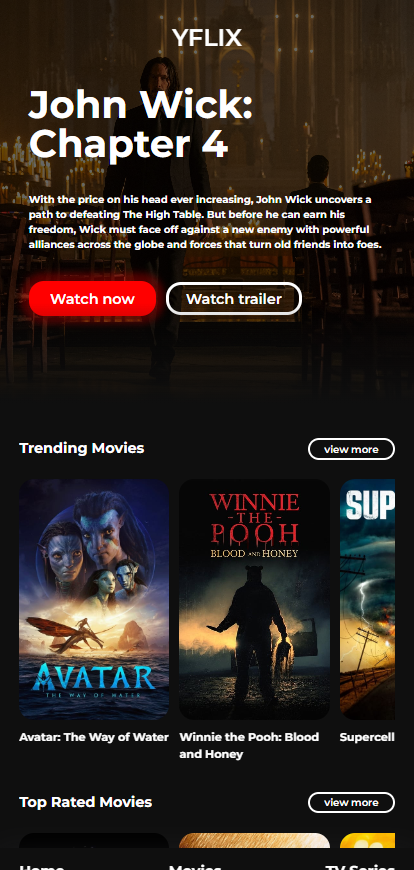 YFLIX
John Wick:
Chapter 4
With the price on his head ever increasing, John Wick uncovers a
path to defeating The High Table. But before he can earn his
freedom, Wick must face off against a new enemy with powerful
alliances across the globe and forces that turn old friends into foes.
Watch now
Watch trailer
Trending Movies
view more
AVATAR
THE WAY OF WATER
WINNIE
-THE-
POOH
BLOOD AND HONEY
SUP
Avatar: The Way of Water
Winnie the Pooh: Blood
and Honey
Supercell
Top Rated Movies
view more
Home
Movies
TV Series